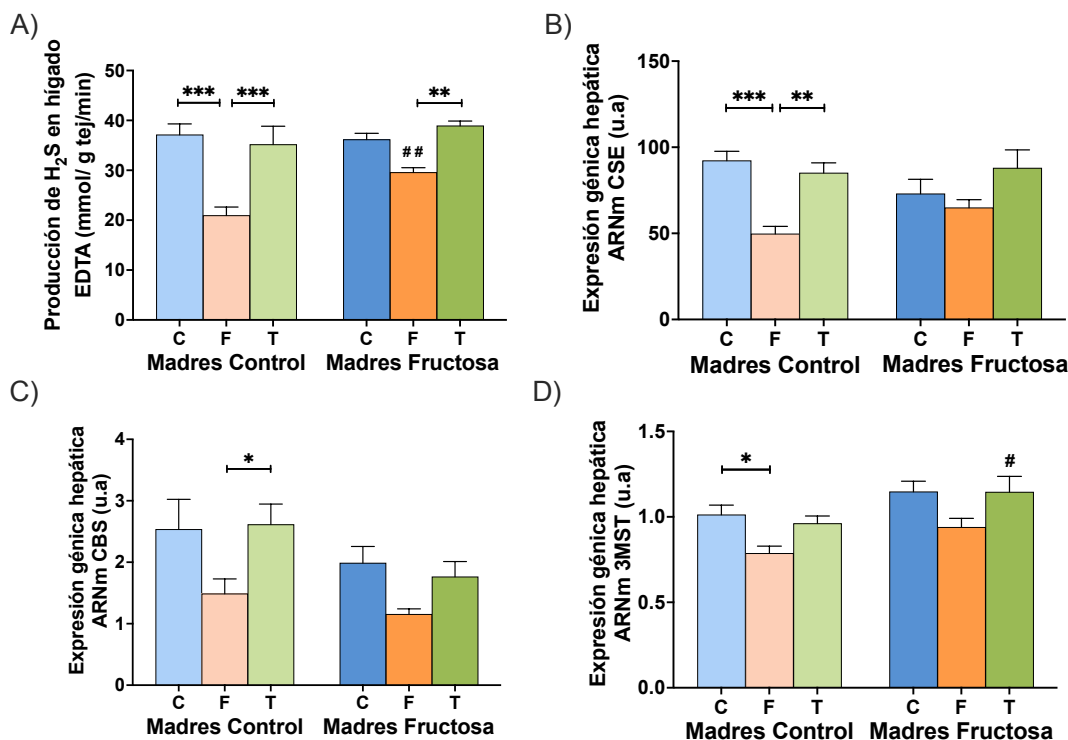 A)
Producción de H2S en hígado
EDTA (mmol/ g tej/min)
50
40
30
20
10
0
***
***
**
##
C F T C F T
Madres Control Madres Fructosa
B)
Expresión génica hepática
ARNm CSE (u.a)
150
100
50
0
***
**
C F T C F T
Madres Control Madres Fructosa
C)
Expresión génica hepática
ARNm CBS (u.a)
4
3
2
1
0
*
C F T C F T
Madres Control Madres Fructosa
D)
Expresión génica hepática
ARNm 3MST (u.a)
1.5
1.0
0.5
0.0
*
#
C F T C F T
Madres Control Madres Fructosa